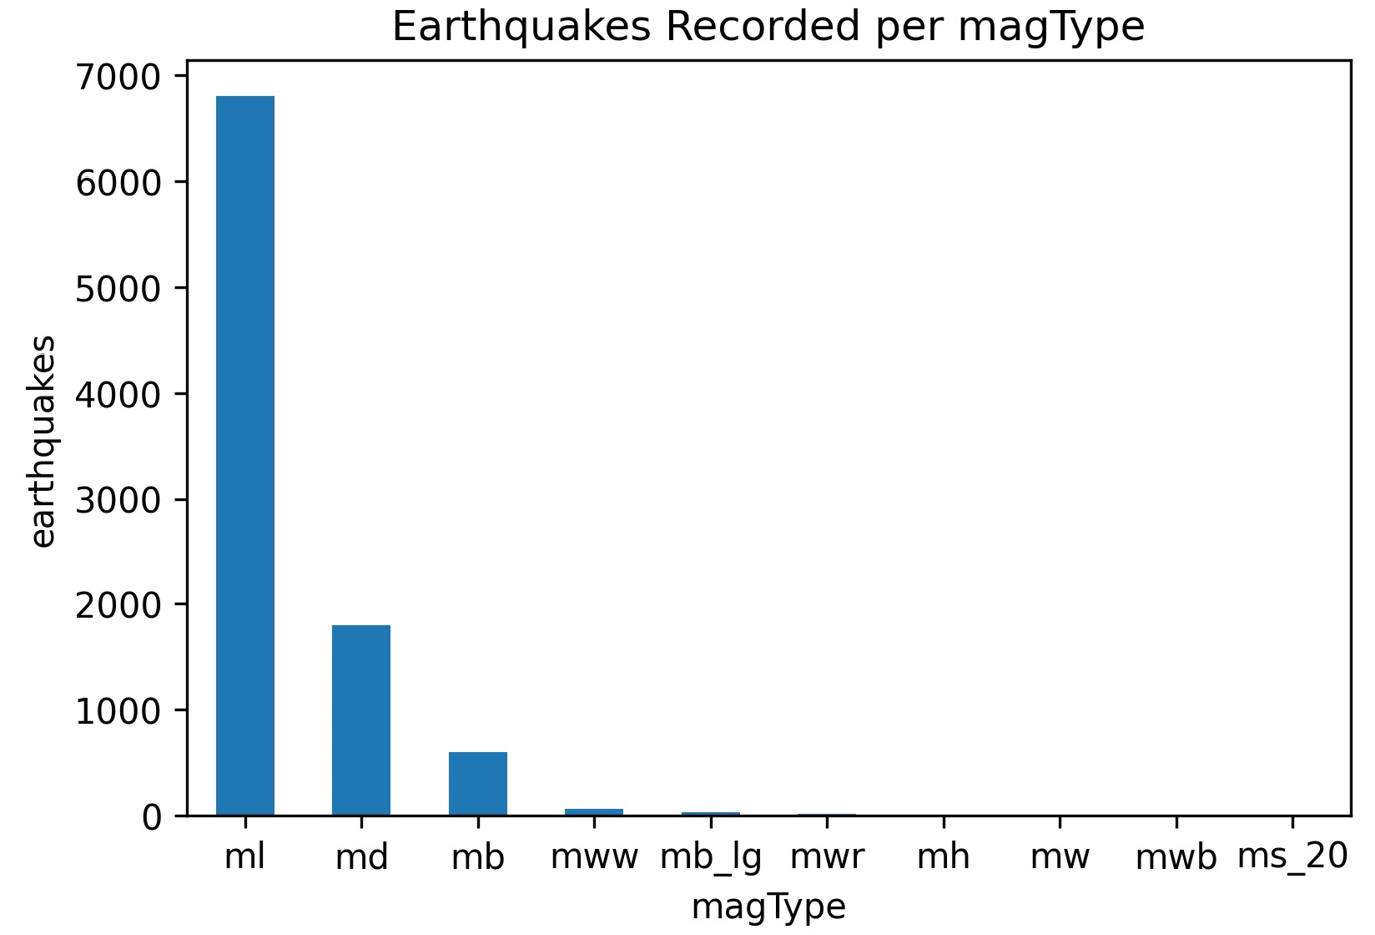 Earthquakes Recorded per magType
7000
6000
5000
4000
3000
2000
1000
0
earthquakes
ml md mb mww mb_lg mwr mh mw mwb ms_20
magType